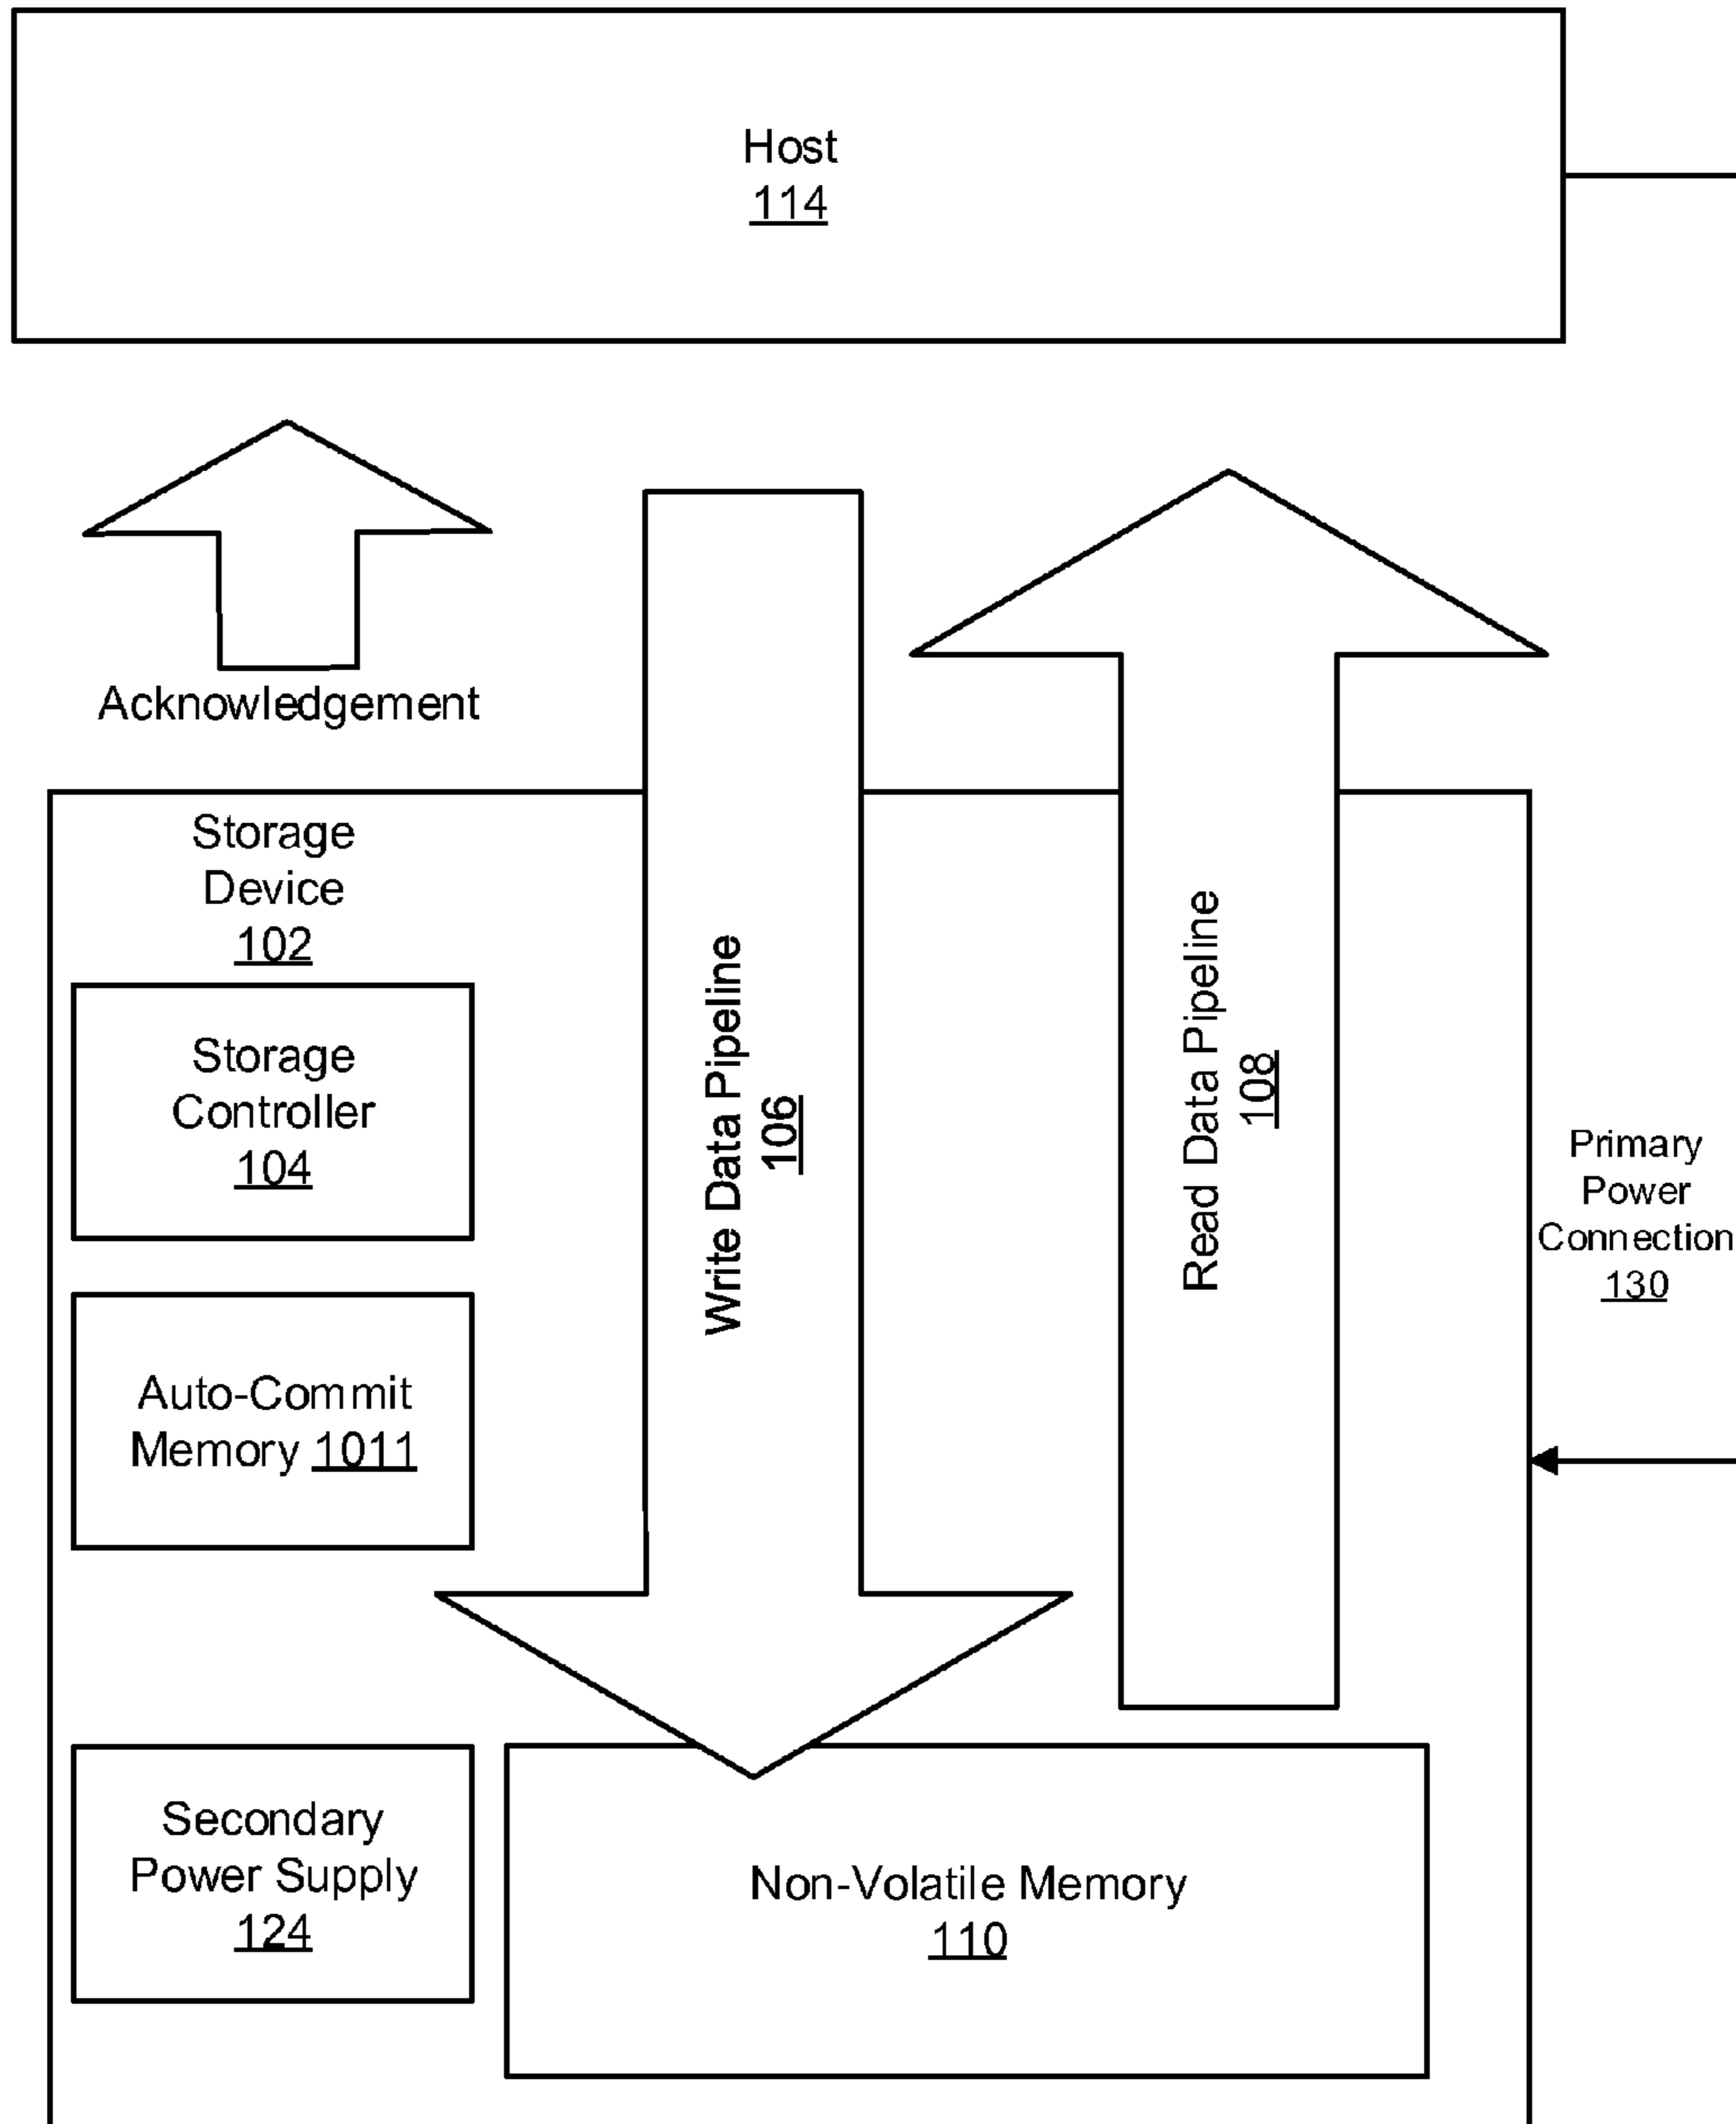 Host
114
Acknowledgement
Storage
Device
102
Storage
Controller
104
Auto-Commit
Memory 1011
Secondary
Power Supply
124
Write Data Pipeline
106
Read Data Pipeline
108
Non-Volatile Memory
110
Primary
Power
Connection
130